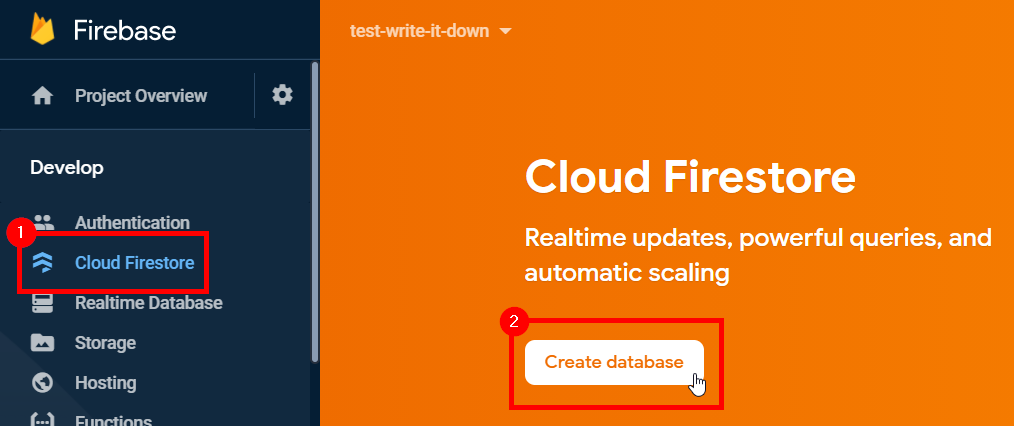 Firebase
test-write-it-down
Project Overview
Develop
Authentication
1
Cloud Firestore
Realtime Database
Storage
Hosting
Functions
Cloud Firestore
Realtime updates, powerful queries, and
automatic scaling
2
Create database